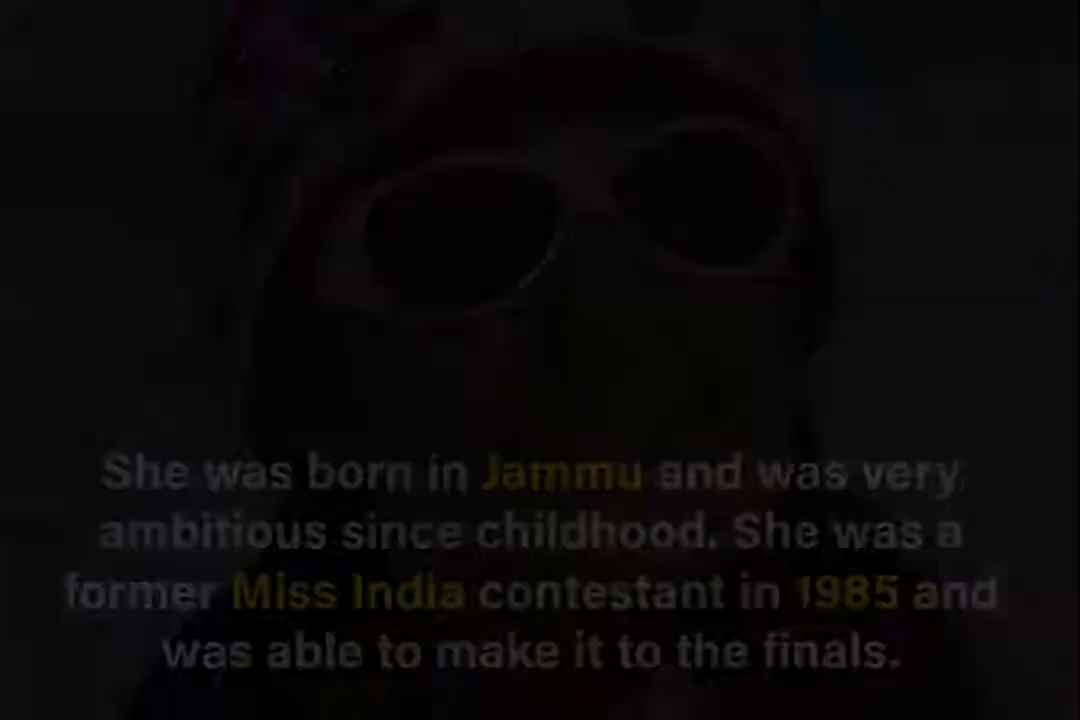 She was born in Jammu and was very
ambitious since childhood. She was a
former Miss India contestant in 1985 and
was able to make it to the finals.